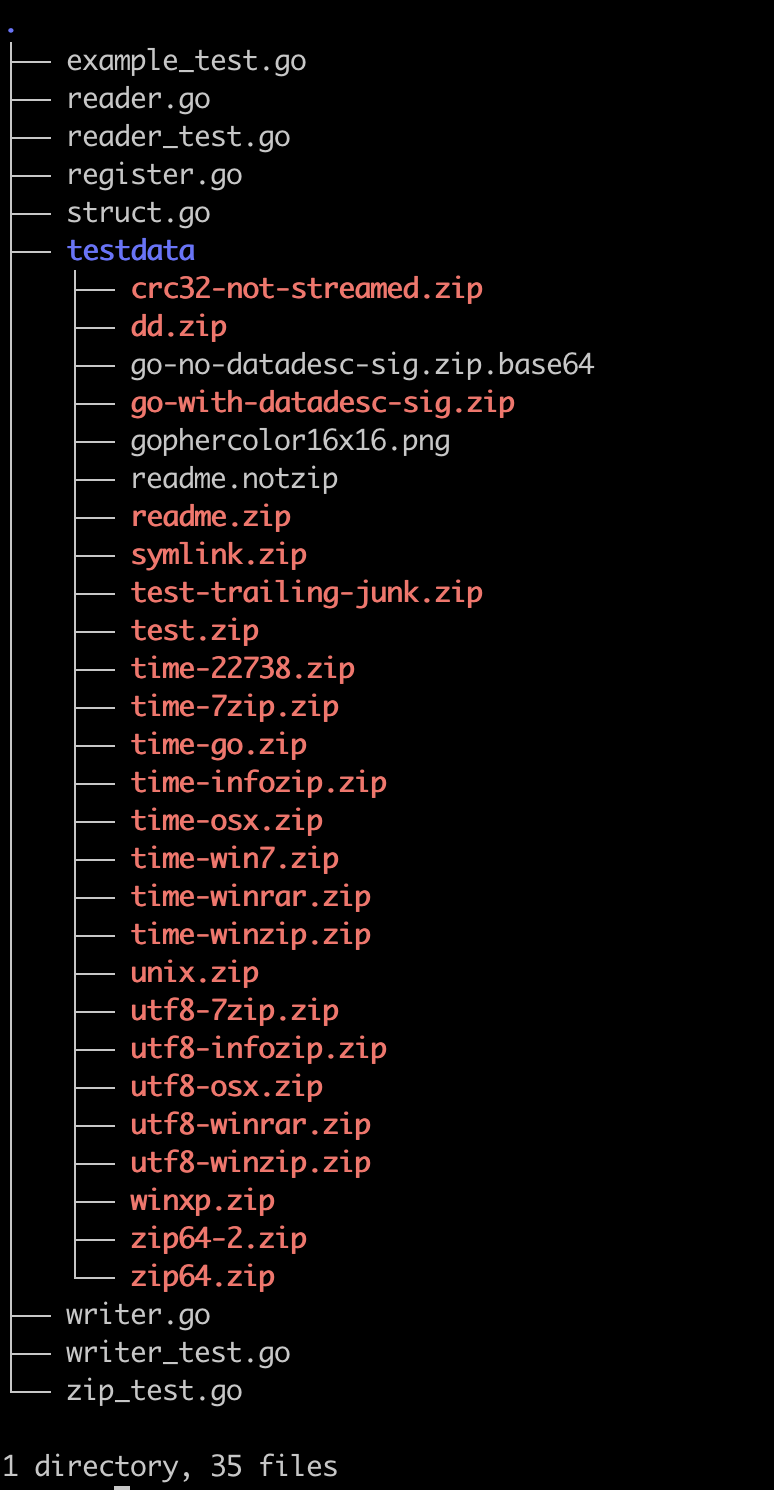 .
├── example_test.go
├── reader.go
├── reader_test.go
├── register.go
├── struct.go
├── testdata
│   ├── crc32-not-streamed.zip
│   ├── dd.zip
│   ├── go-no-datadesc-sig.zip.base64
│   ├── go-with-datadesc-sig.zip
│   ├── gophercolor16x16.png
│   ├── readme.notzip
│   ├── readme.zip
│   ├── symlink.zip
│   ├── test-trailing-junk.zip
│   ├── test.zip
│   ├── time-22738.zip
│   ├── time-7zip.zip
│   ├── time-go.zip
│   ├── time-infozip.zip
│   ├── time-osx.zip
│   ├── time-win7.zip
│   ├── time-winrar.zip
│   ├── time-winzip.zip
│   ├── unix.zip
│   ├── utf8-7zip.zip
│   ├── utf8-infozip.zip
│   ├── utf8-osx.zip
│   ├── utf8-winrar.zip
│   ├── utf8-winzip.zip
│   ├── winxp.zip
│   ├── zip64-2.zip
│   └── zip64.zip
├── writer.go
├── writer_test.go
└── zip_test.go

1 directory, 35 files